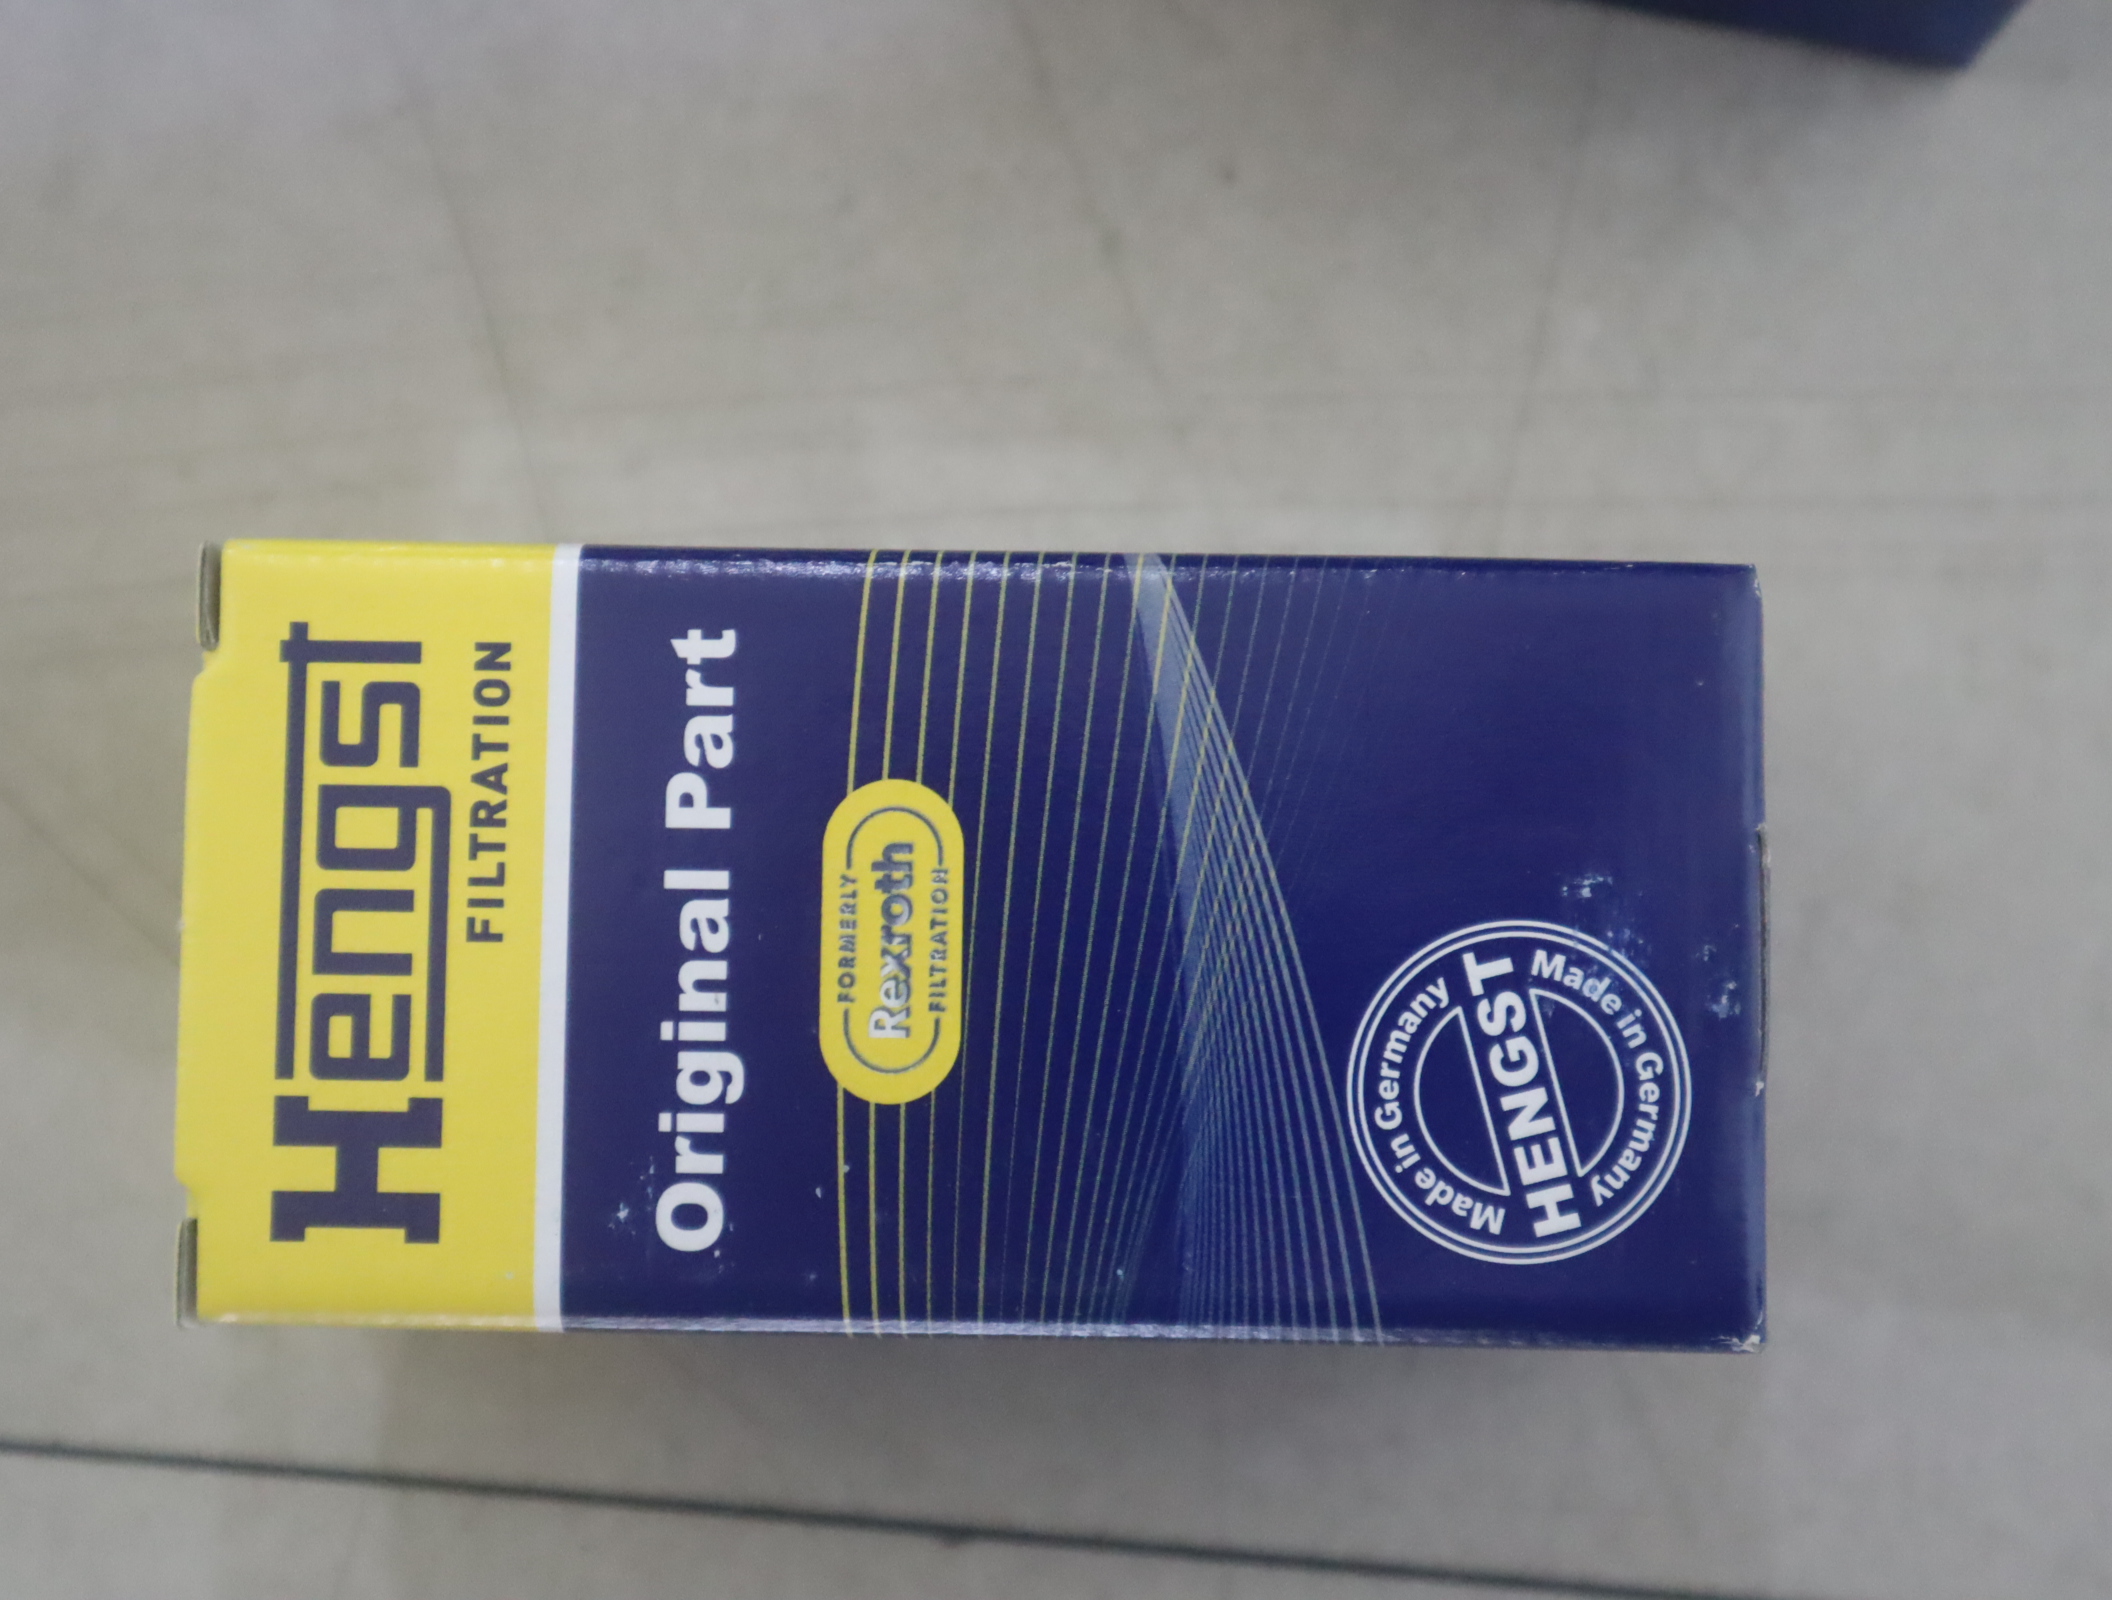 Hengst
FILTRATION
Original Part
FORMERLY
Rexroth
FILTRATION
Made in Germany
HENGST
Made in Germany